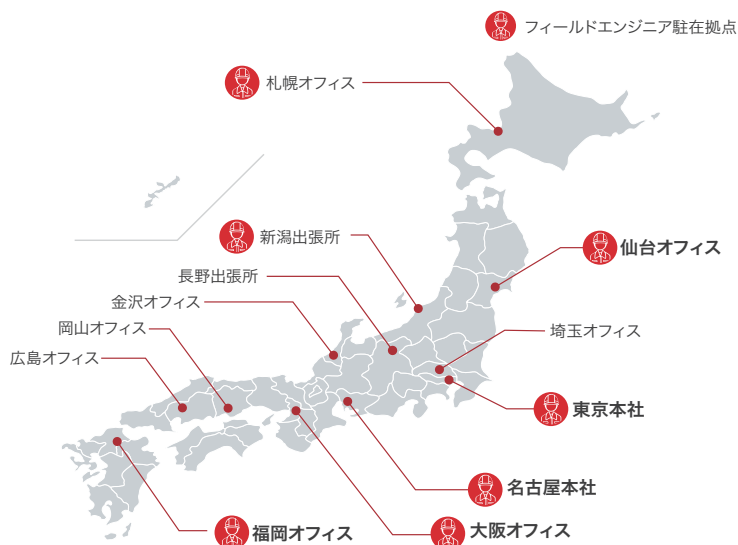 フィールドエンジニア駐在拠点
札幌オフィス
新潟出張所
仙台オフィス
長野出張所
金沢オフィス
岡山オフィス
埼玉オフィス
広島オフィス
東京本社
名古屋本社
福岡オフィス
大阪オフィス